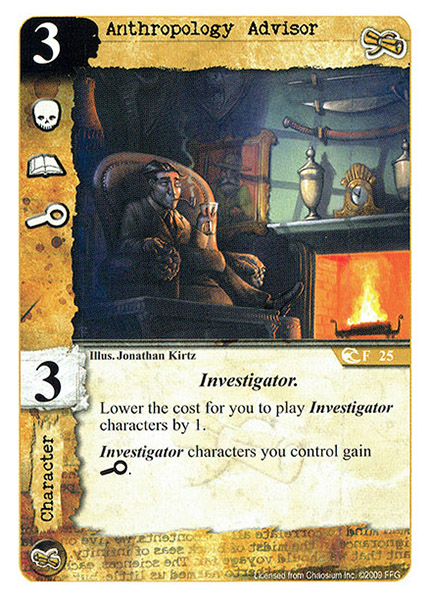 3
Anthropology Advisor
Illus. Jonathan Kirtz
F 25
3
Investigator.
Lower the cost for you to play Investigator
characters by 1.
Investigator characters you control gain
.
Character
Licensed from Chaosium Inc. ©2009 FFG